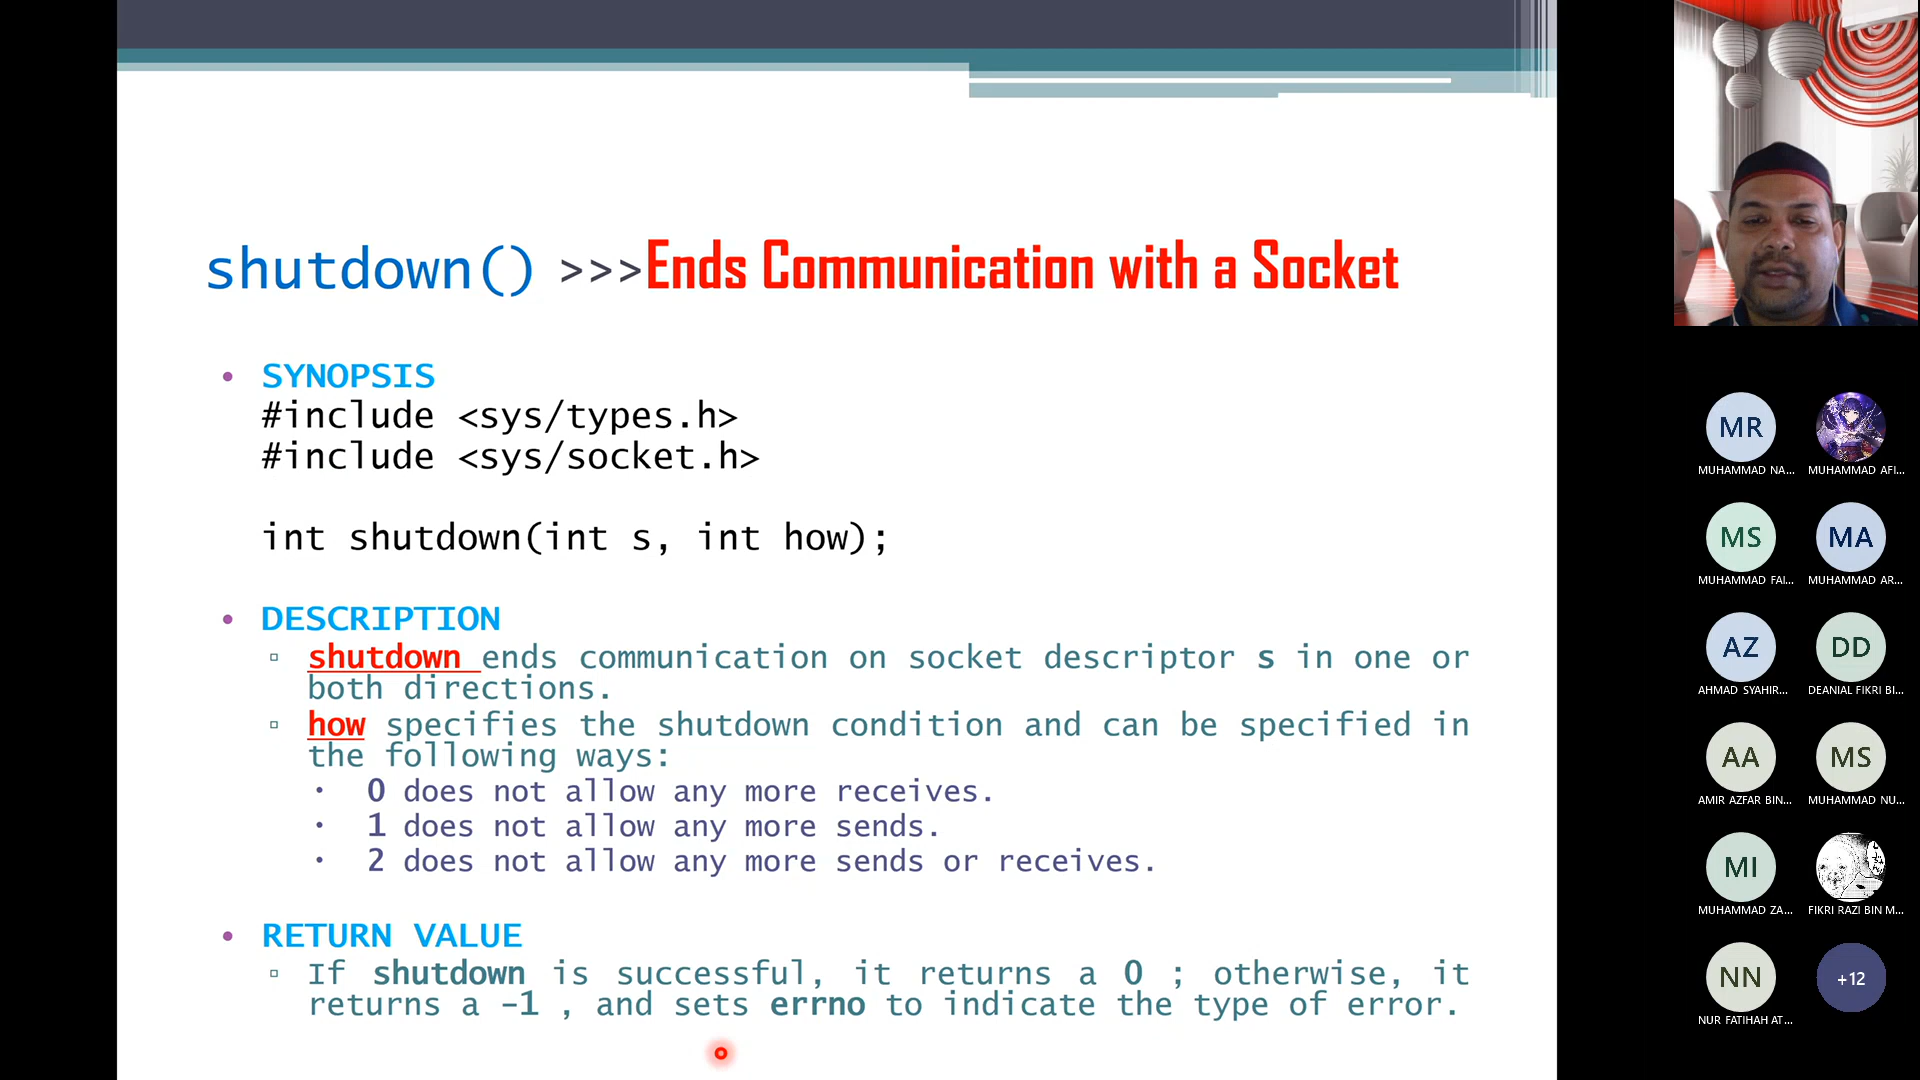 shutdown() >>>Ends Communication with a Socket
• SYNOPSIS
#include <sys/types.h>
#include <sys/socket.h>
int shutdown(int s, int how);
• DESCRIPTION
▫ shutdown ends communication on socket descriptor s in one or
both directions.
▫ how specifies the shutdown condition and can be specified in
the following ways:
• 0 does not allow any more receives.
• 1 does not allow any more sends.
• 2 does not allow any more sends or receives.
• RETURN VALUE
▫ If shutdown is successful, it returns a 0 ; otherwise, it
returns a -1 , and sets errno to indicate the type of error.
MR
MUHAMMAD NA...
MUHAMMAD AFI...
MS
MUHAMMAD FAI...
MA
MUHAMMAD AR...
AZ
AHMAD SYAHIR...
DD
DEANIAL FIKRI BI...
AA
AMIR AZFAR BIN...
MS
MUHAMMAD NU...
MI
MUHAMMAD ZA...
FIKRI RAZI BIN M...
NN
NUR FATIHAH AT...
+12